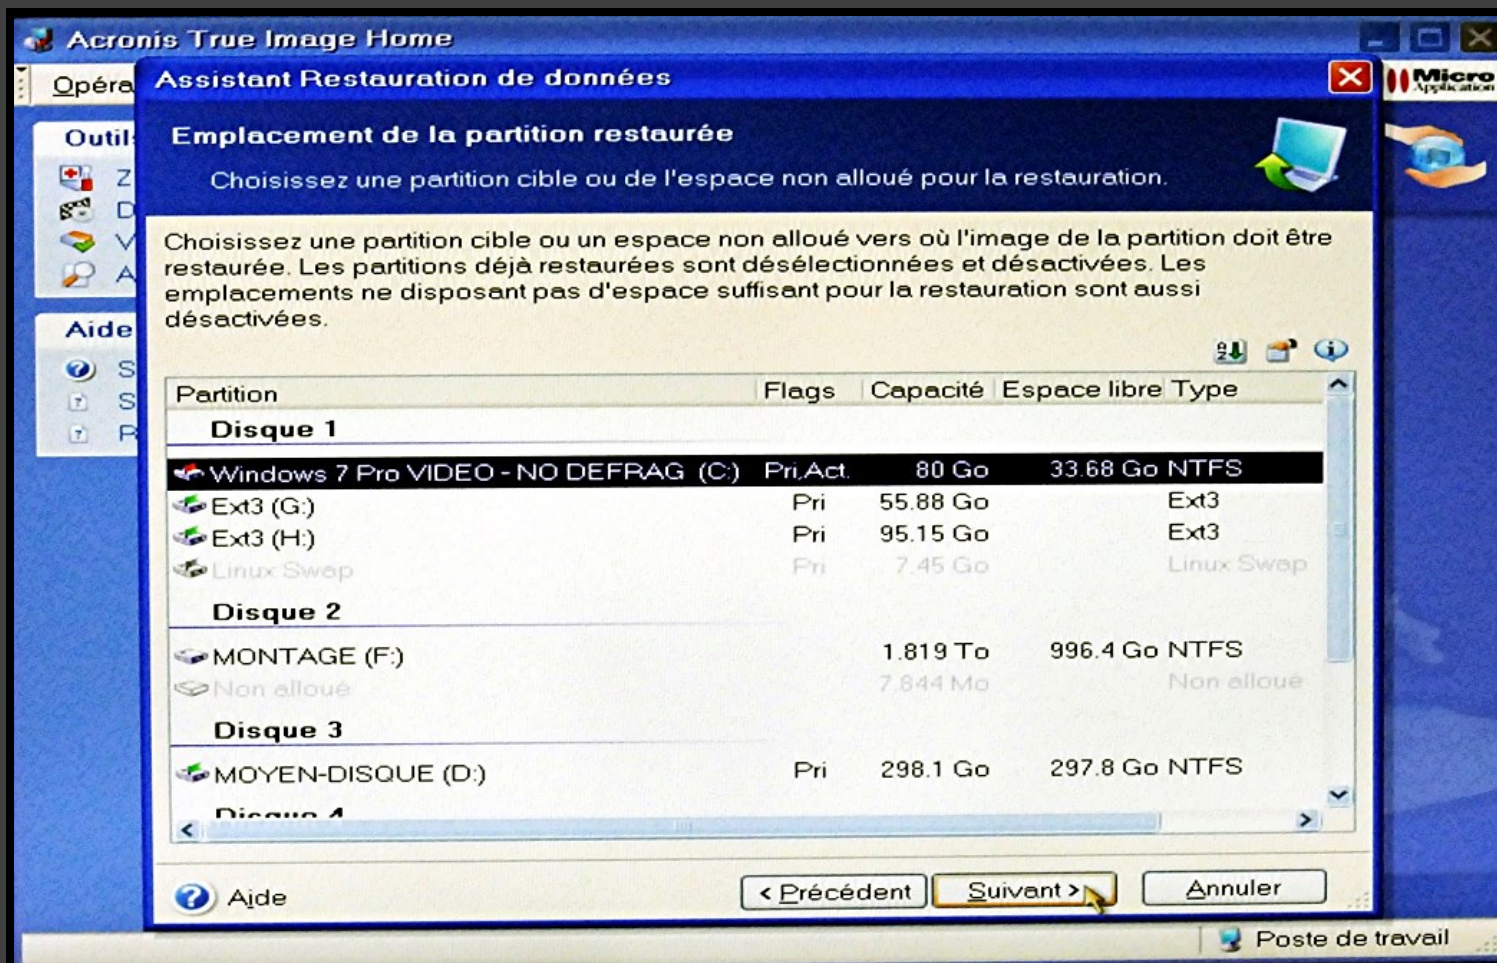 Acronis True Image Home
Opéra
Micro
Application
Outil
Z
D
V
A
Aide
S
S
R
Assistant Restauration de données
Emplacement de la partition restaurée
Choisissez une partition cible ou de l'espace non alloué pour la restauration.
Choisissez une partition cible ou un espace non alloué vers où l'image de la partition doit être
restaurée. Les partitions déjà restaurées sont désélectionnées et désactivées. Les
emplacements ne disposant pas d'espace suffisant pour la restauration sont aussi
désactivées.
Partition Flags Capacité Espace libre Type
Disque 1
Windows 7 Pro VIDEO - NO DEFRAG (C:) Pri,Act. 80 Go 33.68 Go NTFS
Ext3 (G:) Pri 55.88 Go Ext3
Ext3 (H:) Pri 95.15 Go Ext3
Linux Swap Pri 7.45 Go Linux Swap
Disque 2
MONTAGE (F:) 1.819 To 996.4 Go NTFS
Non alloué 7.844 Mo Non alloué
Disque 3
MOYEN-DISQUE (D:) Pri 298.1 Go 297.8 Go NTFS
Disque 4
Aide
< Précédent
Suivant >
Annuler
Poste de travail